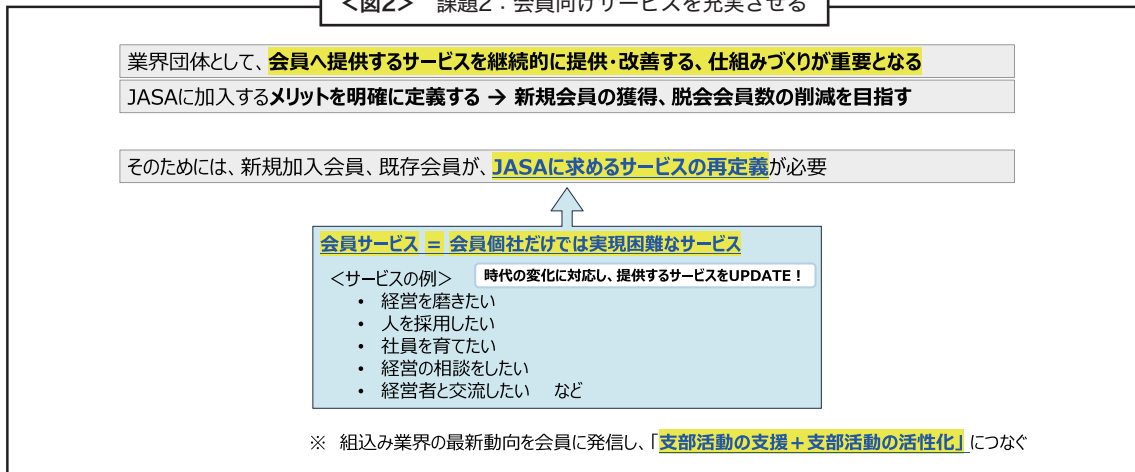 <図2> 課題2：会員向けサービスを充実させる
業界団体として、会員へ提供するサービスを継続的に提供・改善する、仕組みづくりが重要となる
JASAに加入するメリットを明確に定義する → 新規会員の獲得、脱会会員数の削減を目指す
そのためには、新規加入会員、既存会員が、JASAに求めるサービスの再定義が必要
会員サービス = 会員個社だけでは実現困難なサービス
＜サービスの例＞ 時代の変化に対応し、提供するサービスをUPDATE！
• 経営を磨きたい
• 人を採用したい
• 社員を育てたい
• 経営の相談をしたい
• 経営者と交流したい など
※ 組込み業界の最新動向を会員に発信し、「支部活動の支援＋支部活動の活性化」につなぐ